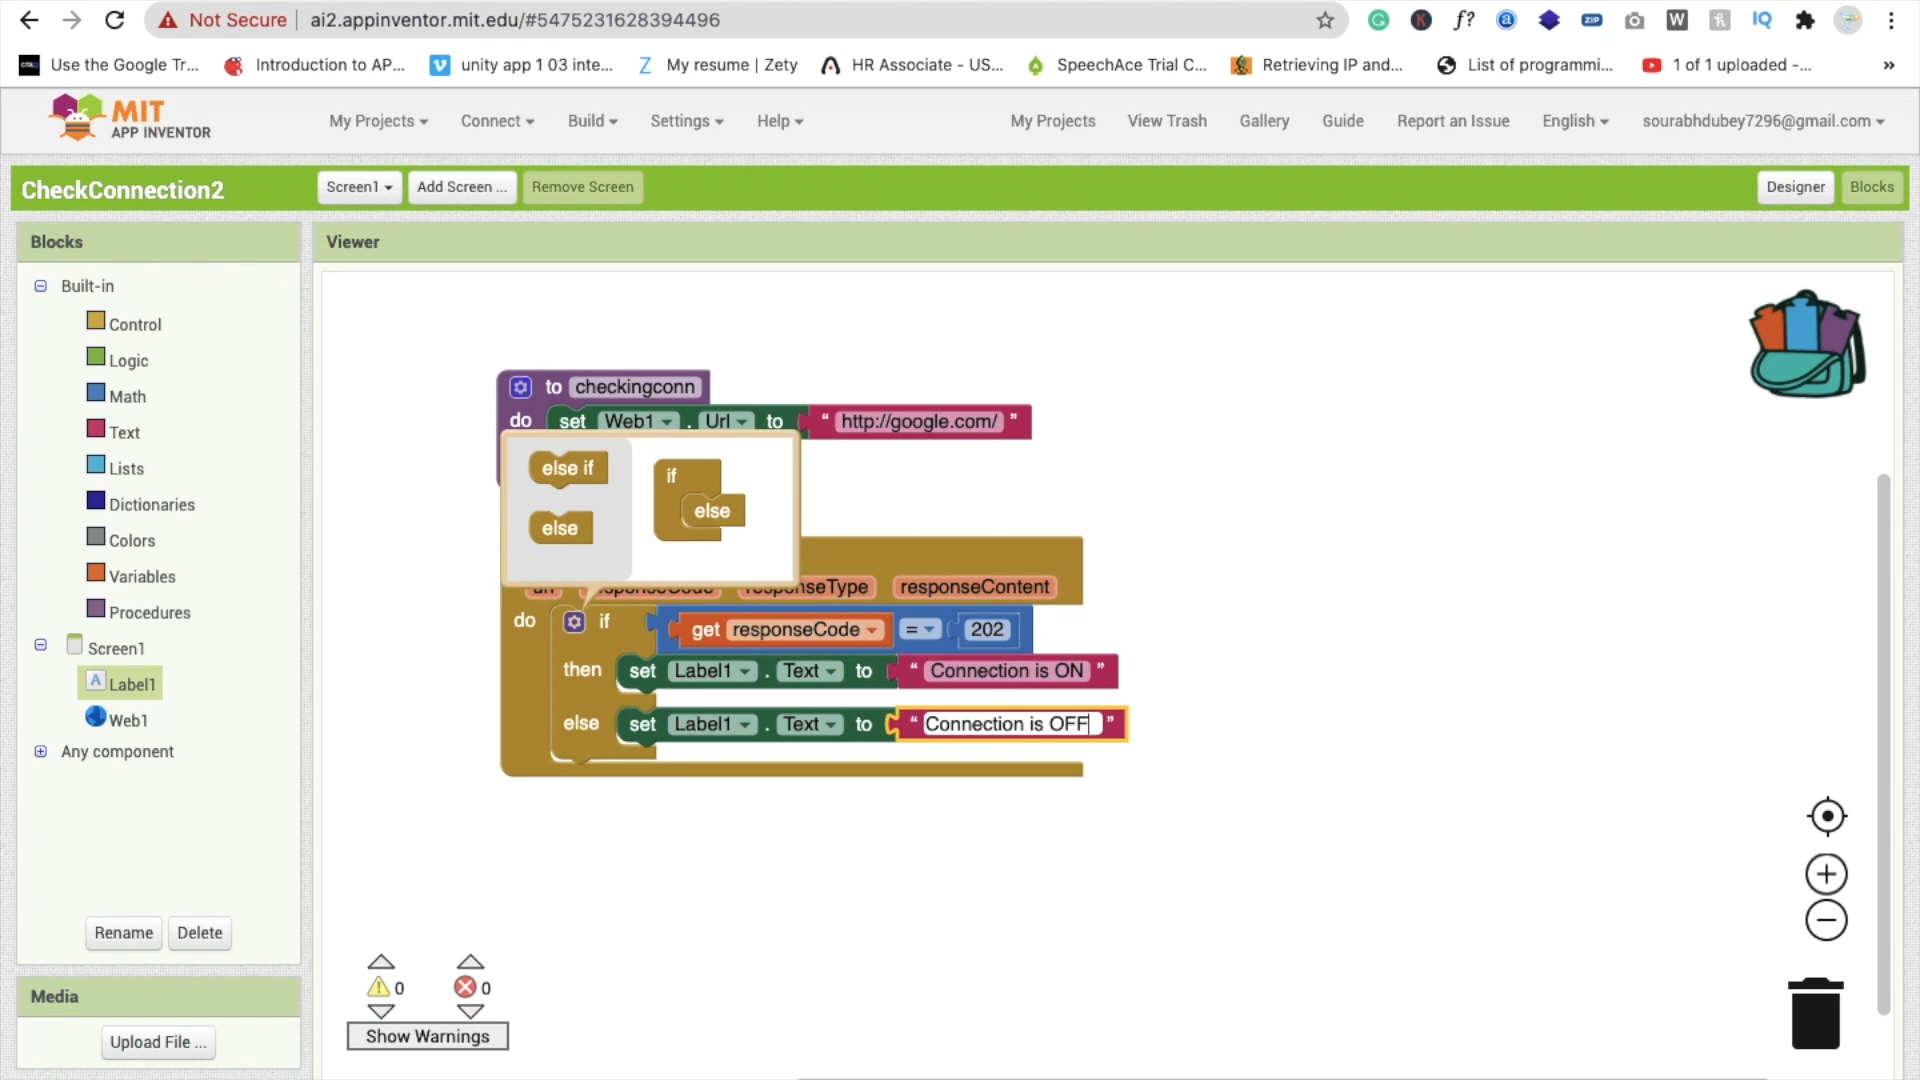 Not Secure ai2.appinventor.mit.edu/#5475231628394496 f? ZIP W IQ
Use the Google Tr... Introduction to AP... unity app 1 03 inte... My resume | Zety HR Associate - US... SpeechAce Trial C... Retrieving IP and... List of programmi... 1 of 1 uploaded -... »
MIT APP INVENTOR My Projects Connect Build Settings Help My Projects View Trash Gallery Guide Report an Issue English sourabhdubey7296@gmail.com
CheckConnection2 Screen1 Add Screen ... Remove Screen Designer Blocks
Blocks
Viewer
Built-in
Control
Logic
Math
Text
Lists
Dictionaries
Colors
Variables
Procedures
Screen1
A Label1
Web1
Any component
Rename Delete
Media
Upload File ...
to checkingconn
do set Web1 . Url to “ http://google.com/ ”
else if
else
if
else
responseContent
do if get responseCode = 202
then set Label1 . Text to “ Connection is ON ”
else set Label1 . Text to “ Connection is OFF ”
0 0
Show Warnings